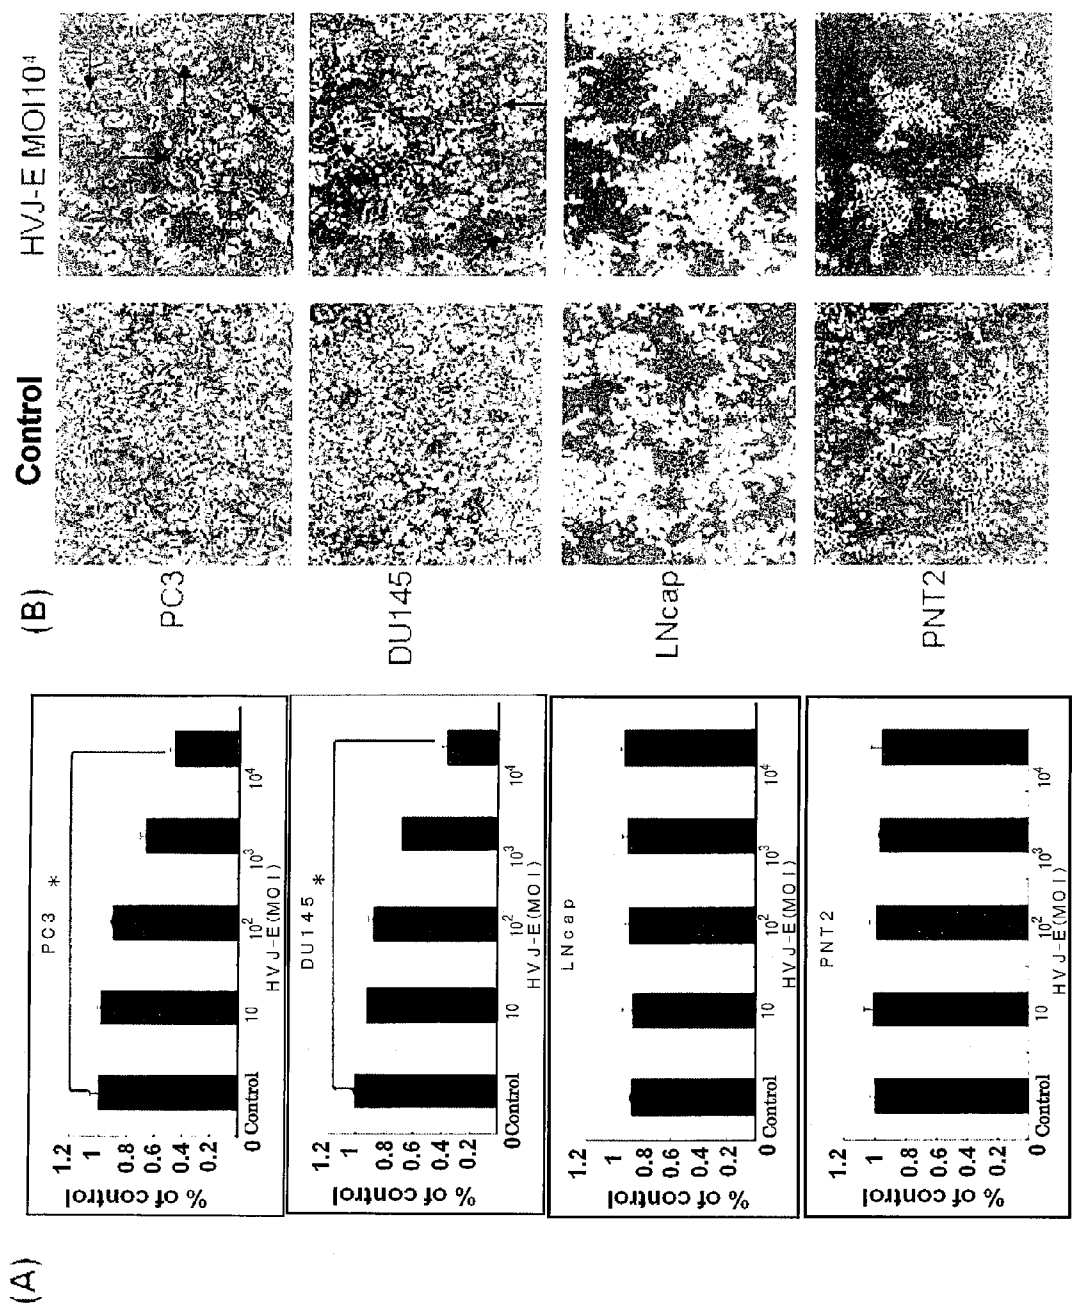 (A)
PC3
*
% of control
1.2
1
0.8
0.6
0.4
0.2
0
Control
10
10²
10³
10⁴
HVJ-E(MOI)
DU145
*
% of control
1.2
1
0.8
0.6
0.4
0.2
0
Control
10
10²
10³
10⁴
HVJ-E(MOI)
LNcap
% of control
1.2
1
0.8
0.6
0.4
0.2
0
Control
10
10²
10³
10⁴
HVJ-E(MOI)
PNT2
% of control
1.2
1
0.8
0.6
0.4
0.2
0
Control
10
10²
10³
10⁴
HVJ-E(MOI)
(B)
Control
HVJ-E MOI10⁴
PC3
DU145
LNcap
PNT2